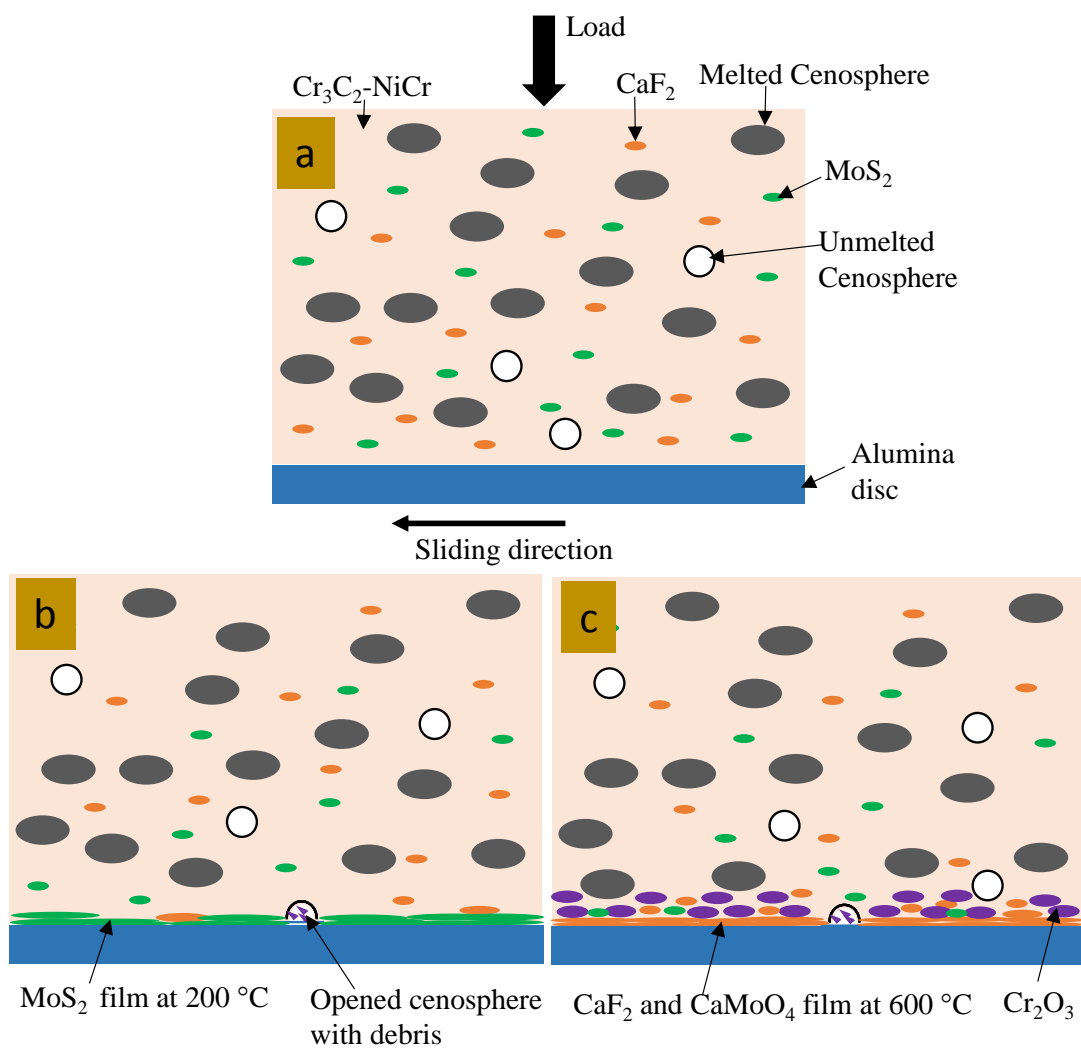 Load
Cr₃C₂-NiCr
CaF₂
Melted Cenosphere
a
MoS₂
Unmelted
Cenosphere
Alumina
disc
Sliding direction
b
c
MoS₂ film at 200 °C
Opened cenosphere
with debris
CaF₂ and CaMoO₄ film at 600 °C
Cr₂O₃